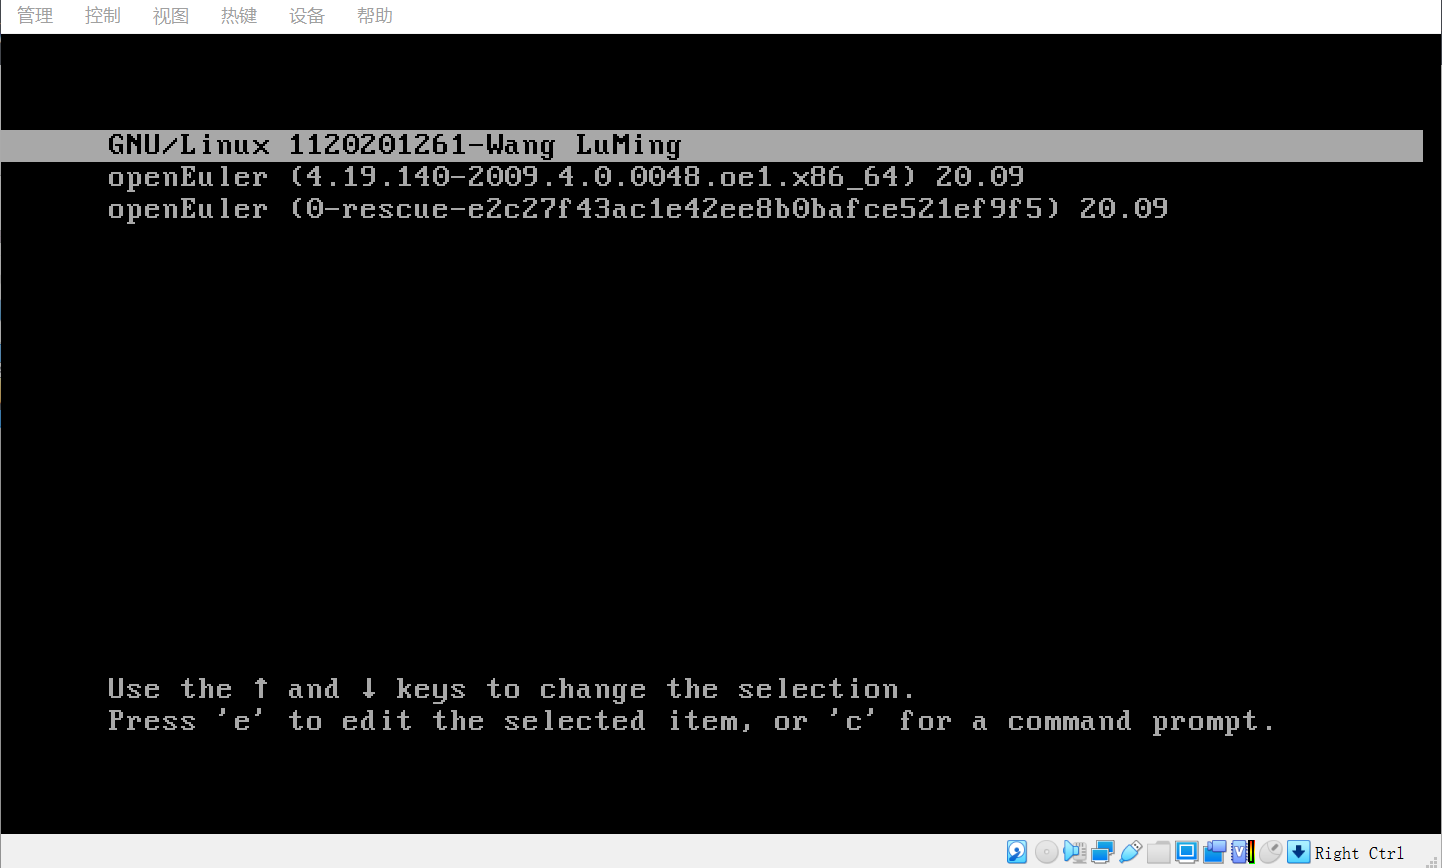 管理 控制 视图 热键 设备 帮助
GNU/Linux 1120201261-Wang LuMing
openEuler (4.19.140-2009.4.0.0048.oe1.x86_64) 20.09
openEuler (0-rescue-e2c27f43ac1e42ee8b0bafce521ef9f5) 20.09
Use the ↑ and ↓ keys to change the selection.
Press 'e' to edit the selected item, or 'c' for a command prompt.
Right Ctrl